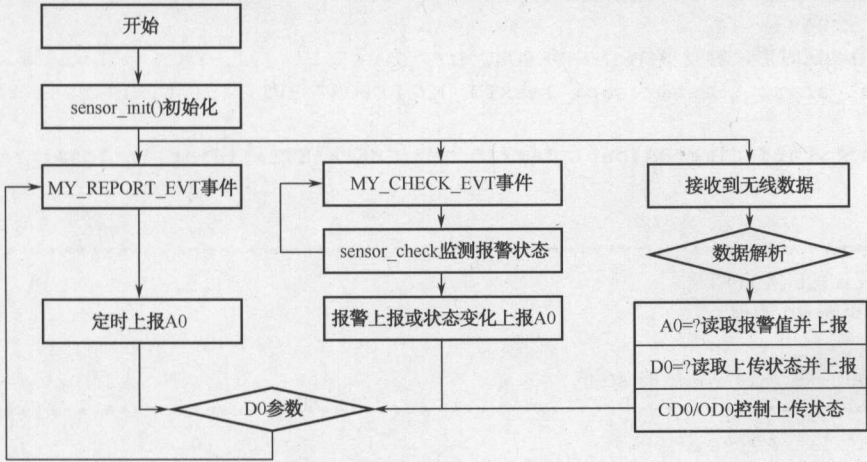 开始
sensor_init()初始化
MY_REPORT_EVT事件
MY_CHECK_EVT事件
接收到无线数据
sensor_check监测报警状态
数据解析
定时上报A0
报警上报或状态变化上报A0
A0=?读取报警值并上报
D0=?读取上传状态并上报
CD0/OD0控制上传状态
D0参数